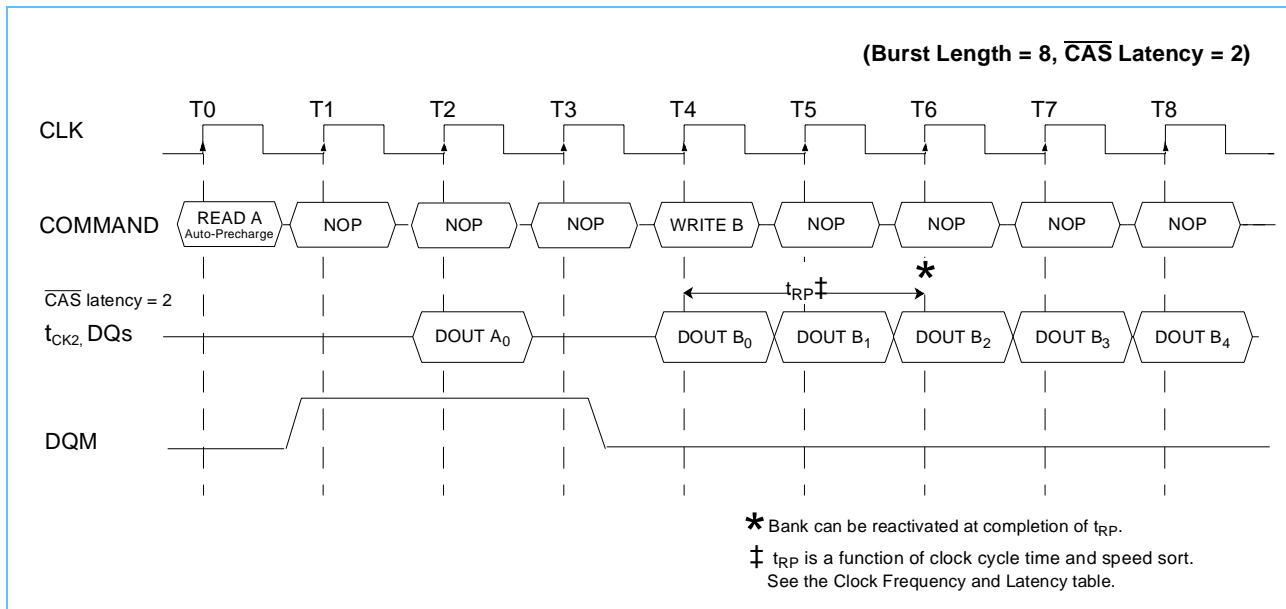 (Burst Length = 8, CAS Latency = 2)
T0 T1 T2 T3 T4 T5 T6 T7 T8
CLK
COMMAND
READ A
Auto-Precharge
NOP NOP NOP WRITE B NOP NOP NOP NOP
*
CAS latency = 2
tRP‡
tCK2, DQs
DOUT A0 DOUT B0 DOUT B1 DOUT B2 DOUT B3 DOUT B4
DQM
* Bank can be reactivated at completion of tRP.
‡ tRP is a function of clock cycle time and speed sort.
See the Clock Frequency and Latency table.